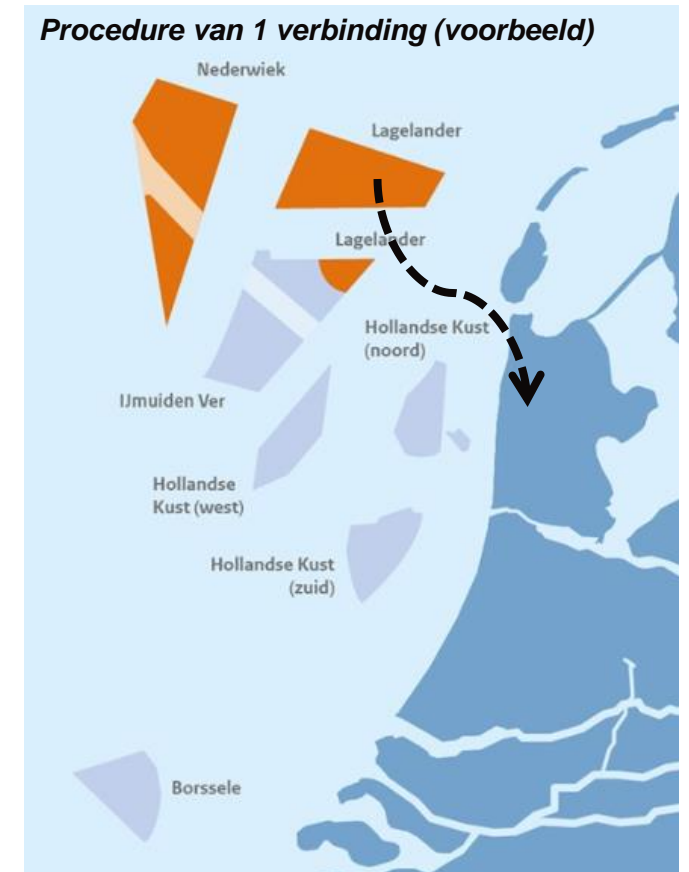 Procedure van 1 verbinding (voorbeeld)
Nederwiek
Lagelander
Lagelander
Hollandse Kust
(noord)
IJmuiden Ver
Hollandse
Kust (west)
Hollandse Kust
(zuid)
Borssele